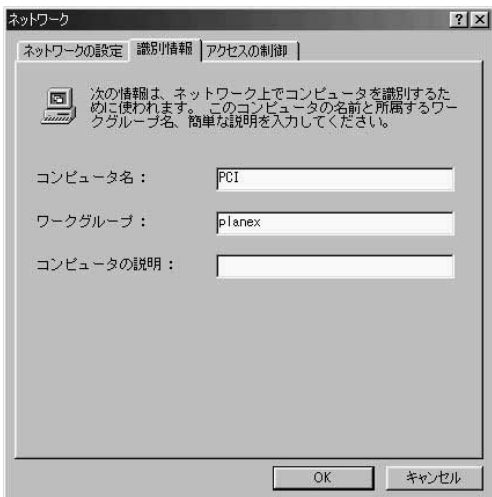 ネットワーク
ネットワークの設定 識別情報 アクセスの制御
次の情報は、ネットワーク上でコンピュータを識別するた
めに使われます。 このコンピュータの名前と所属するワー
クグループ名、簡単な説明を入力してください。
コンピュータ名： PCI
ワークグループ： planex
コンピュータの説明：
OK キャンセル